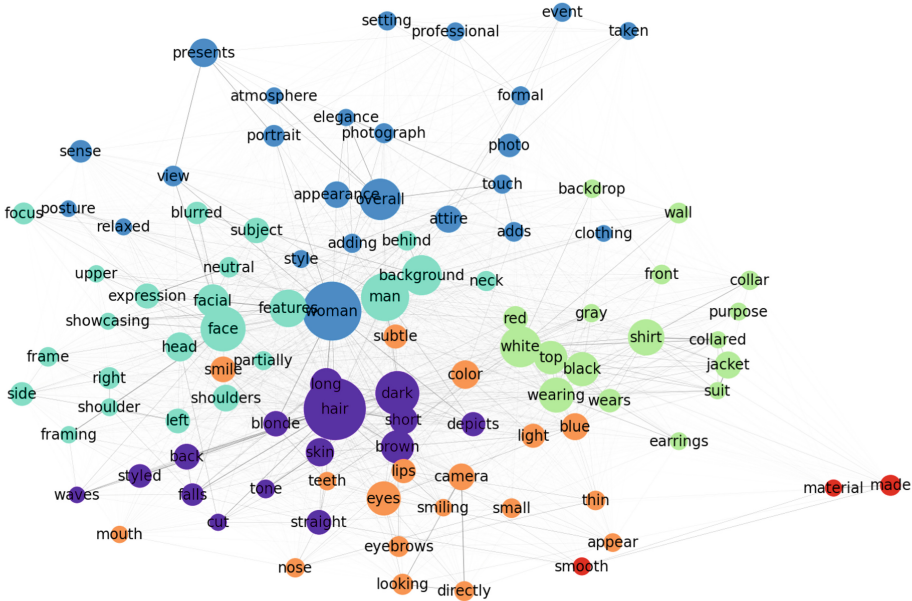 setting
event
professional
taken
presents
atmosphere
formal
elegance
portrait
photograph
photo
sense
view
touch
backdrop
appearance
overall
focus
posture
blurred
attire
wall
relaxed
subject
adding
behind
adds
clothing
style
upper
neutral
background
neck
front
collar
expression
facial
features
woman
man
showcasing
face
red
gray
purpose
subtle
head
white
shirt
collared
frame
smile
partially
top
black
jacket
right
long
color
side
shoulders
dark
wearing
wears
suit
shoulder
hair
left
blonde
short
depicts
blue
framing
light
earrings
back
skin
brown
styled
lips
camera
waves
falls
tone
teeth
eyes
material
made
smiling
small
thin
cut
straight
mouth
eyebrows
appear
nose
smooth
looking
directly